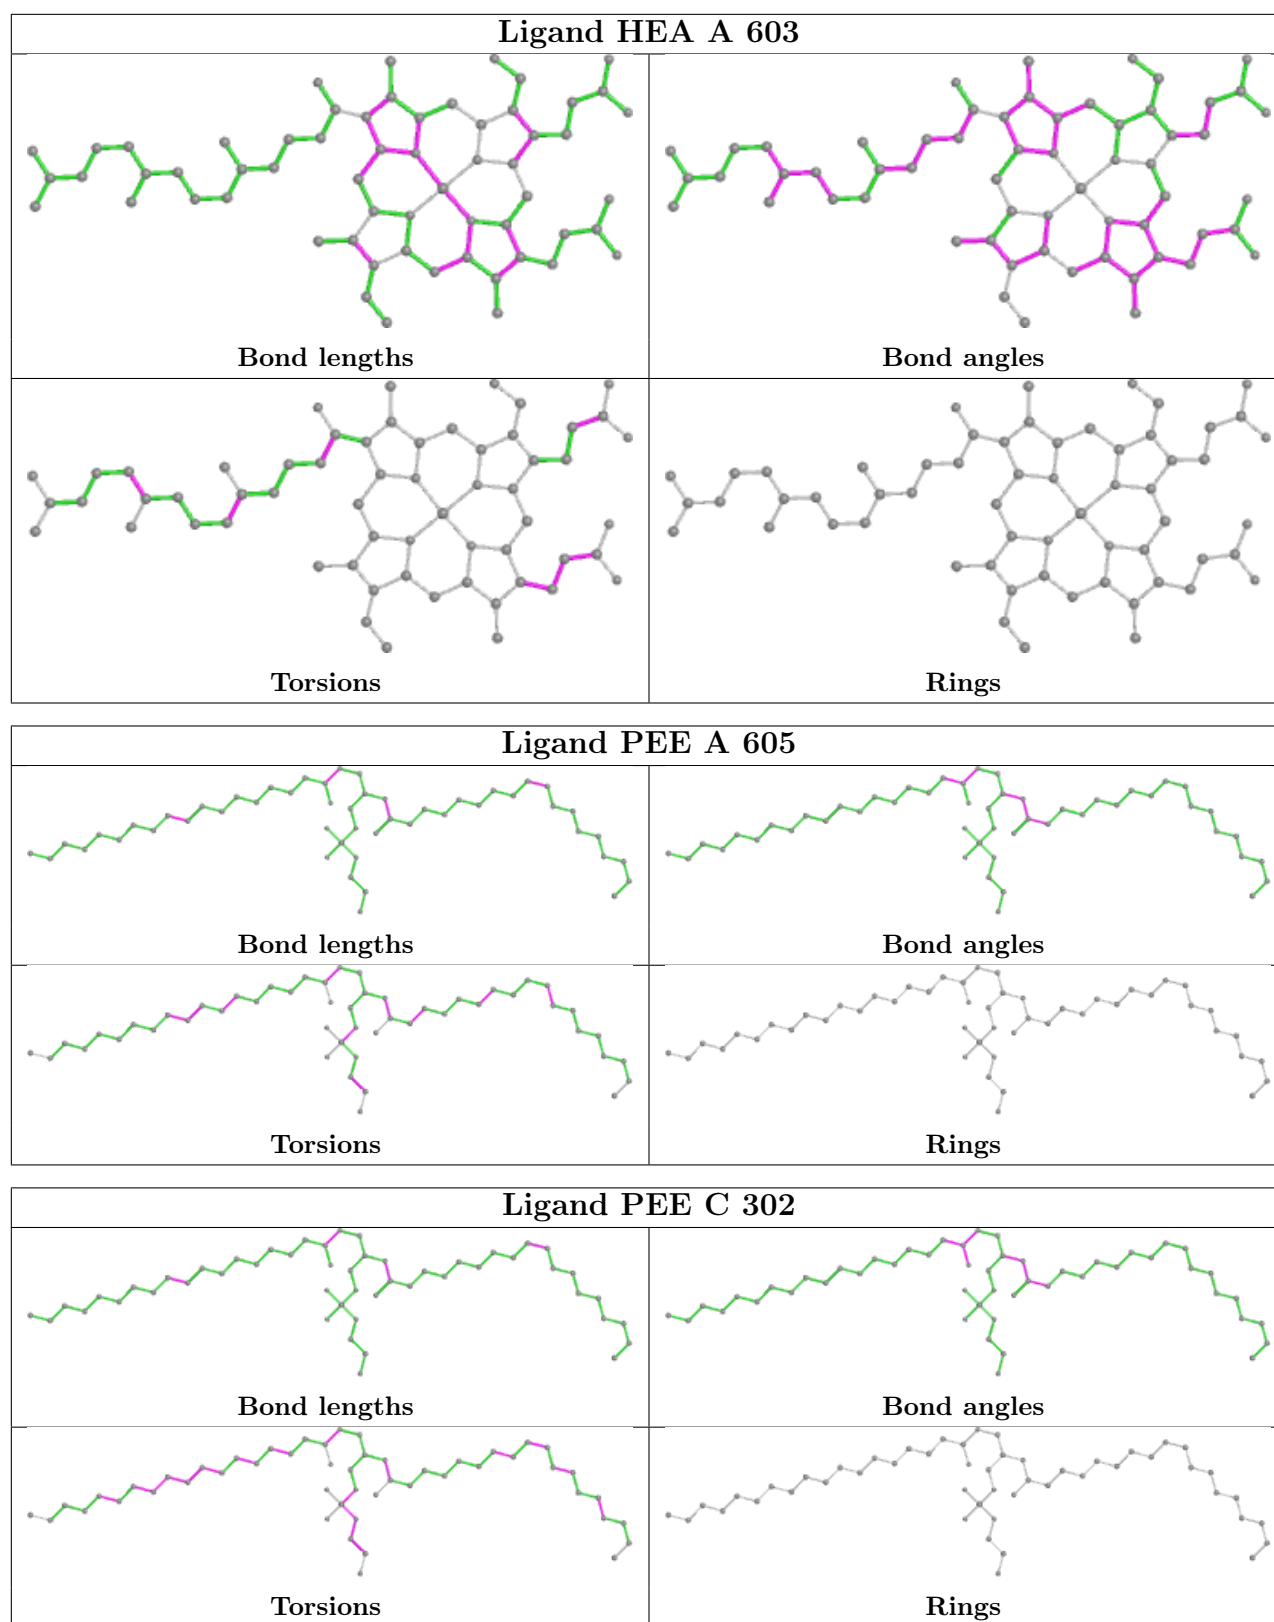 Ligand HEA A 603
Bond lengths
Bond angles
Torsions
Rings
Ligand PEE A 605
Bond lengths
Bond angles
Torsions
Rings
Ligand PEE C 302
Bond lengths
Bond angles
Torsions
Rings